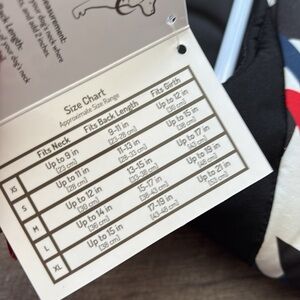 Measurement
Back Length:
Size Chart
Approximate Size Range
Fits Neck Fits Back Length Fits Girth
XS Up to 9 in 9-11 in Up to 12 in
[23 cm] [23-28 cm] [30 cm]
S Up to 11 in 11-13 in Up to 15 in
[28 cm] [28-33 cm] [38 cm]
M Up to 12 in 13-15 in Up to 17 in
[30 cm] [33-38 cm] [43 cm]
L Up to 14 in 15-17 in Up to 19 in
[36 cm] [38-43 cm] [48 cm]
XL Up to 15 in 17-19 in Up to 21 in
[38 cm] [43-48 cm] [53 cm]